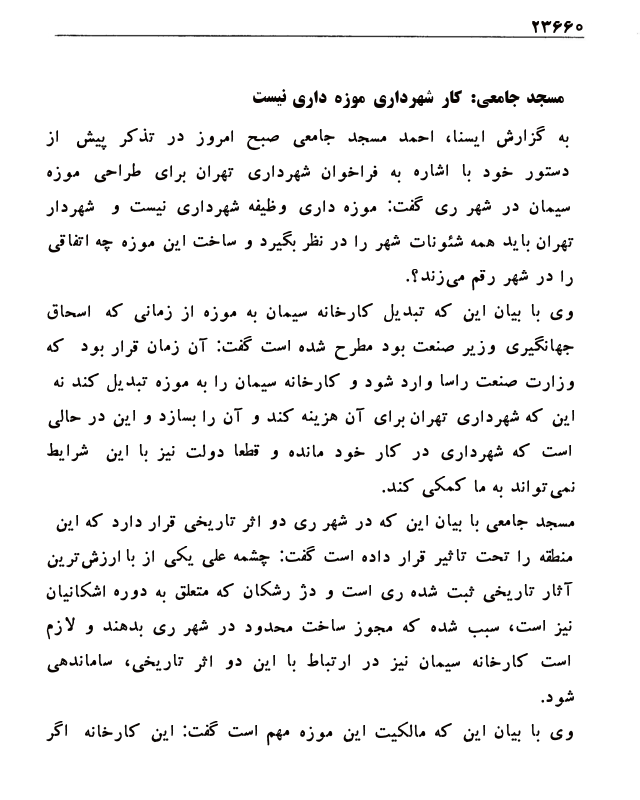 ۲۳۶۶۰
مسجد جامعی: کار شهرداری موزه داری نیست
به گزارش ایسنا، احمد مسجد جامعی صبح امروز در تذکر پیش از
دستور خود با اشاره به فراخوان شهرداری تهران برای طراحی موزه
سیمان در شهر ری گفت: موزه داری وظیفه شهرداری نیست و شهردار
تهران باید همه شئونات شهر را در نظر بگیرد و ساخت این موزه چه اتفاقی
را در شهر رقم می‌زند؟.
وی با بیان این که تبدیل کارخانه سیمان به موزه از زمانی که اسحاق
جهانگیری وزیر صنعت بود مطرح شده است گفت: آن زمان قرار بود که
وزارت صنعت راسا وارد شود و کارخانه سیمان را به موزه تبدیل کند نه
این که شهرداری تهران برای آن هزینه کند و آن را بسازد و این در حالی
است که شهرداری در کار خود مانده و قطعا دولت نیز با این شرایط
نمی‌تواند به ما کمکی کند.
مسجد جامعی با بیان این که در شهر ری دو اثر تاریخی قرار دارد که این
منطقه را تحت تاثیر قرار داده است گفت: چشمه علی یکی از با ارزش‌ترین
آثار تاریخی ثبت شده ری است و دژ رشکان که متعلق به دوره اشکانیان
نیز است، سبب شده که مجوز ساخت محدود در شهر ری بدهند و لازم
است کارخانه سیمان نیز در ارتباط با این دو اثر تاریخی، ساماندهی
شود.
وی با بیان این که مالکیت این موزه مهم است گفت: این کارخانه اگر